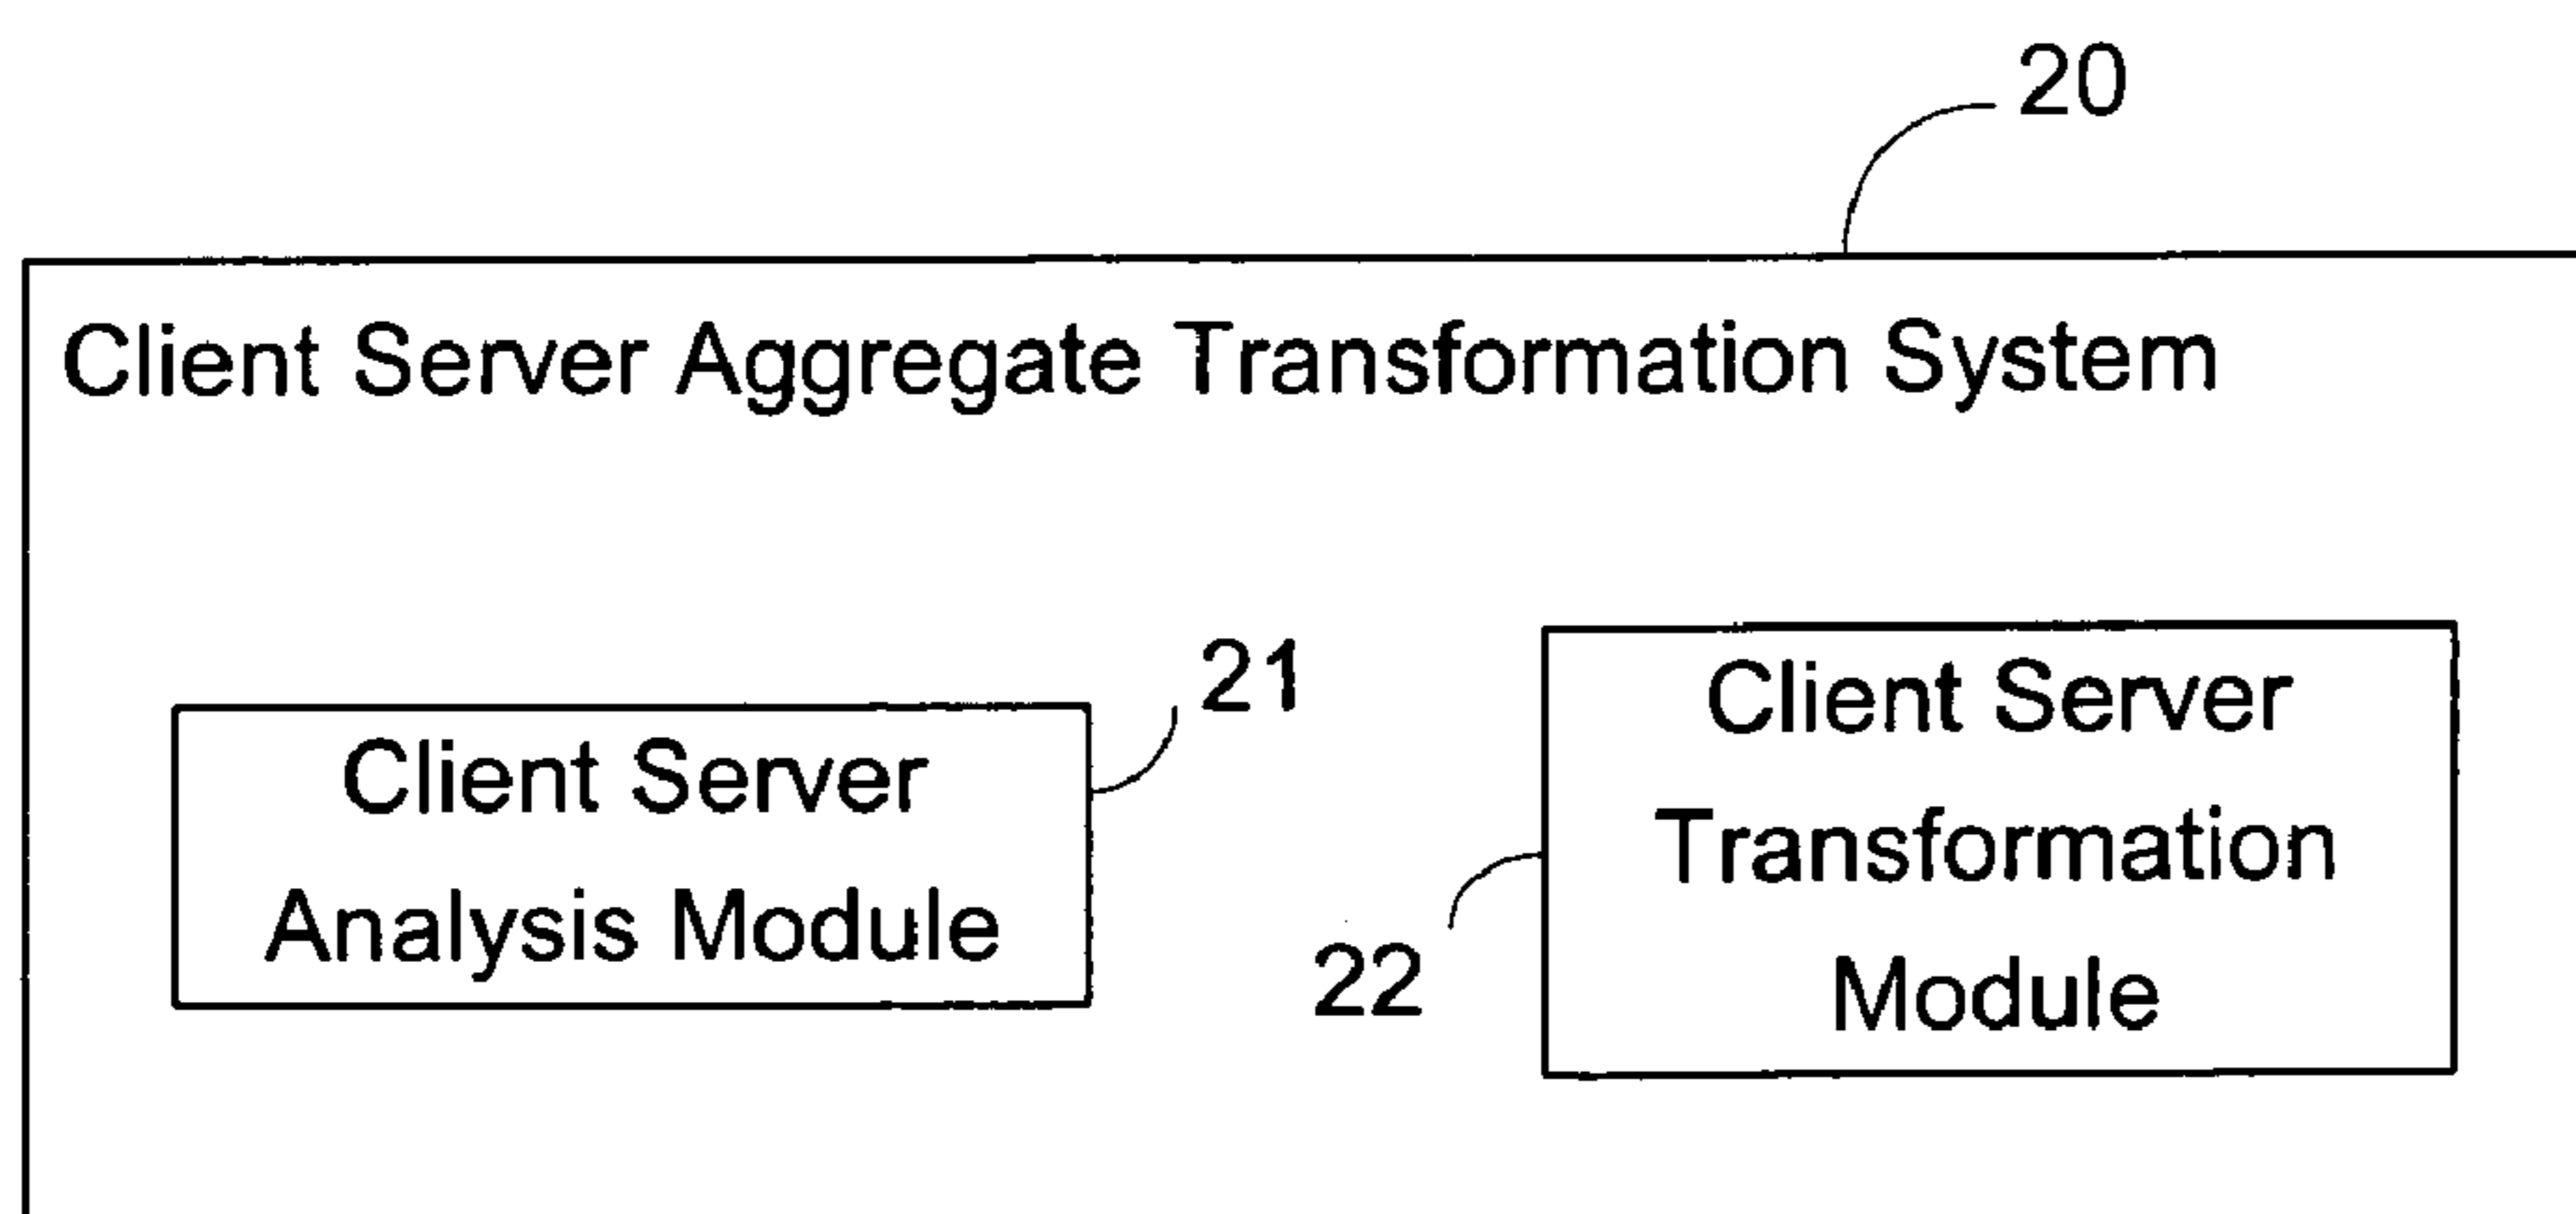 20
Client Server Aggregate Transformation System
21
Client Server
Analysis Module
22
Client Server
Transformation
Module